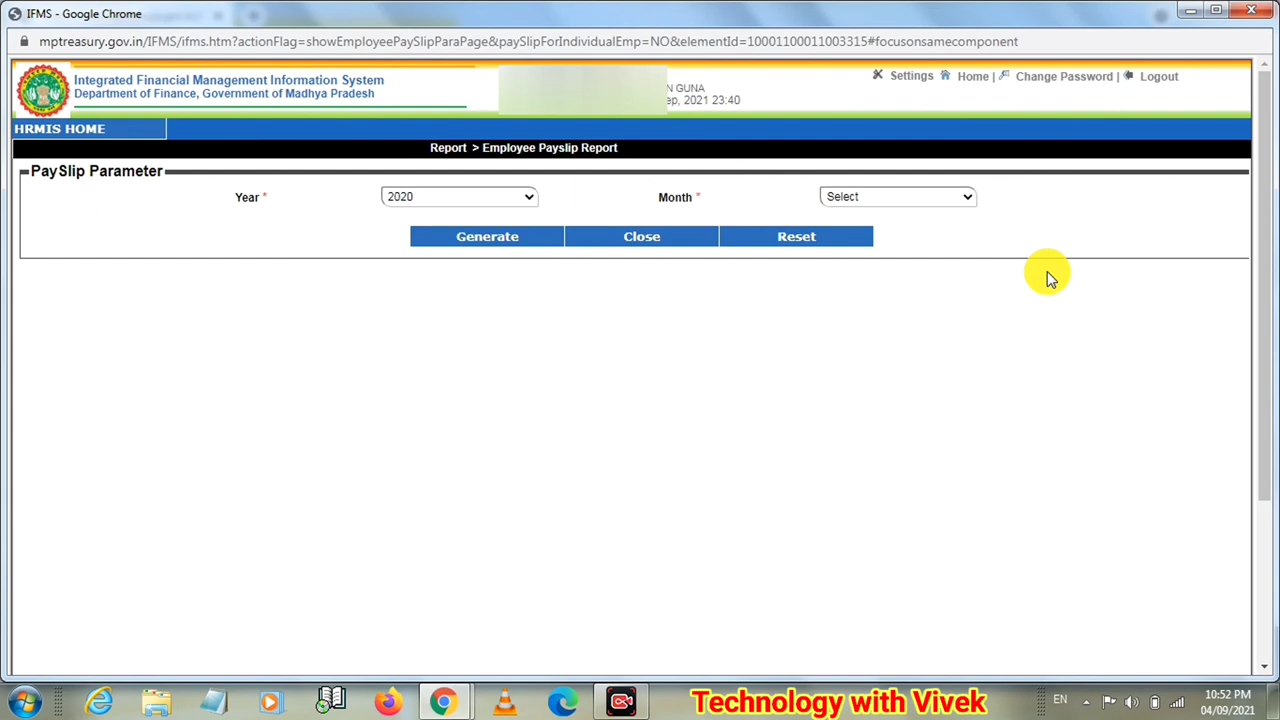 IFMS - Google Chrome
mptreasury.gov.in/IFMS/ifms.htm?actionFlag=showEmployeePaySlipParaPage&paySlipForIndividualEmp=NO&elementId=10001100011003315#focusonsamecomponent
Integrated Financial Management Information System
Department of Finance, Government of Madhya Pradesh
N GUNA
ep, 2021 23:40
Settings Home | Change Password | Logout
HRMIS HOME
Report > Employee Payslip Report
PaySlip Parameter
Year * 2020 Month * Select
Generate Close Reset
Technology with Vivek
EN
10:52 PM
04/09/2021